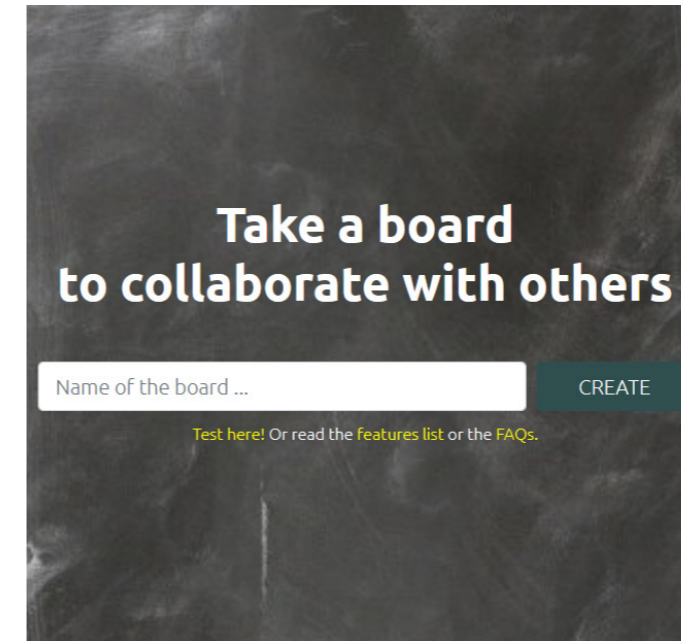 Take a board
to collaborate with others
Name of the board ...
CREATE
Test here! Or read the features list or the FAQs.